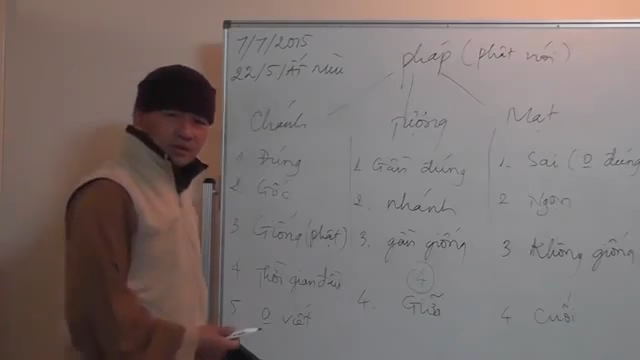 7/7/2015
22/5/Ất Mùi
pháp (phật nói)
Chánh
Tượng
Mạt
1 Đúng
2 Gốc
3 Giống (phật)
4 Thời gian đầu
5 0 viết
1 Gần đúng
2. nhánh
3. gần giống
4
4. Giữa
1. Sai (0 đúng
2 Ngọn
3 Không giống
4 Cuối